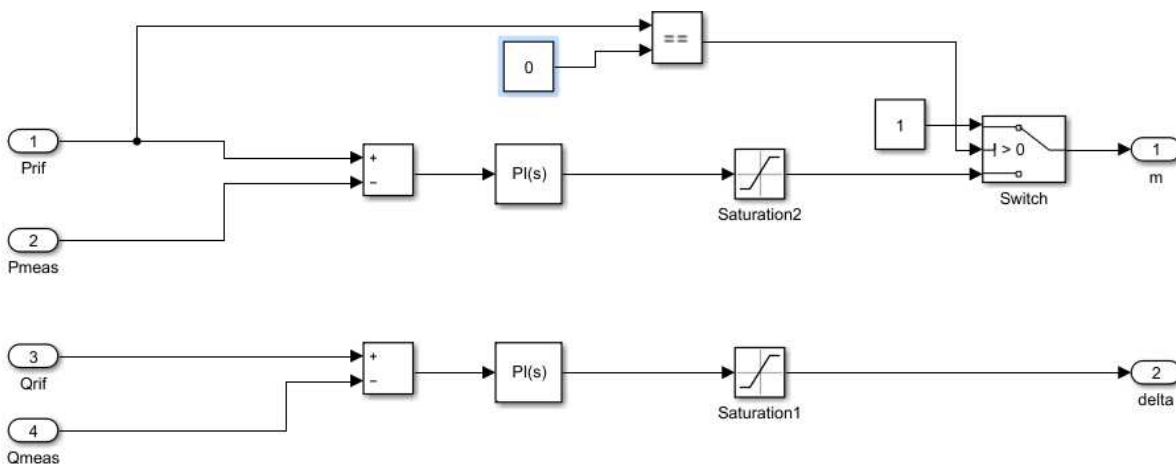 ==
0
1
1
Prif
+
−
PI(s)
Saturation2
> 0
Switch
1
m
2
Pmeas
3
Qrif
+
−
PI(s)
Saturation1
2
delta
4
Qmeas